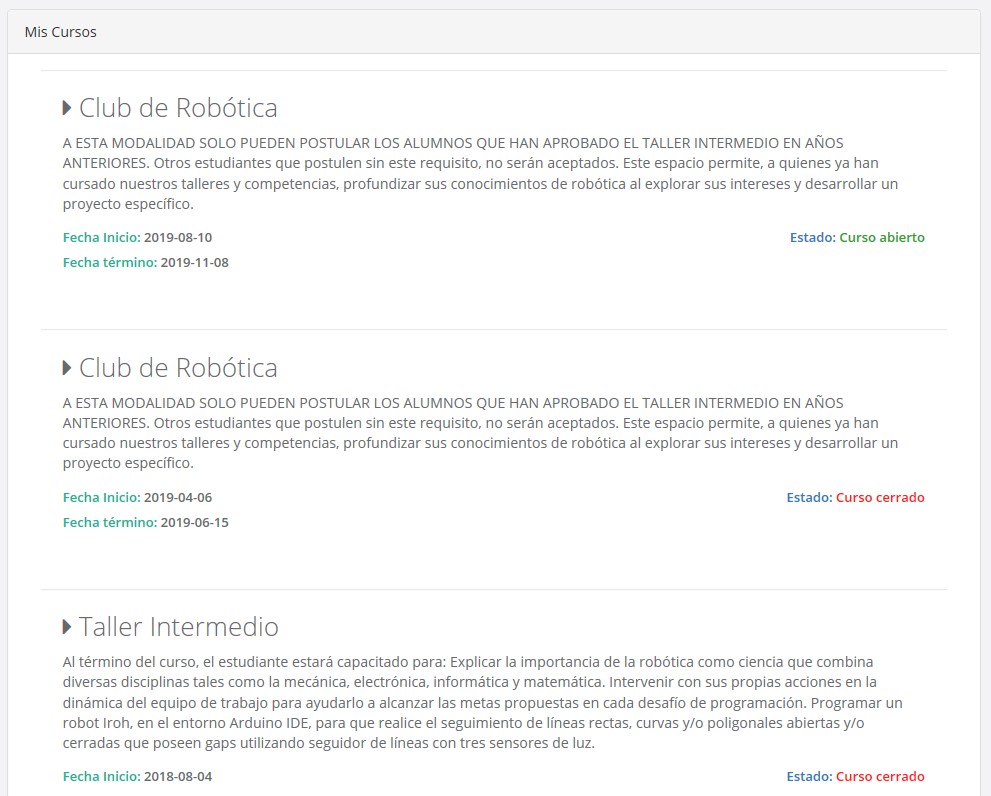 Mis Cursos
Club de Robótica
A ESTA MODALIDAD SOLO PUEDEN POSTULAR LOS ALUMNOS QUE HAN APROBADO EL TALLER INTERMEDIO EN AÑOS
ANTERIORES. Otros estudiantes que postulen sin este requisito, no serán aceptados. Este espacio permite, a quienes ya han
cursado nuestros talleres y competencias, profundizar sus conocimientos de robótica al explorar sus intereses y desarrollar un
proyecto específico.
Fecha Inicio: 2019-08-10 Estado: Curso abierto
Fecha término: 2019-11-08
Club de Robótica
A ESTA MODALIDAD SOLO PUEDEN POSTULAR LOS ALUMNOS QUE HAN APROBADO EL TALLER INTERMEDIO EN AÑOS
ANTERIORES. Otros estudiantes que postulen sin este requisito, no serán aceptados. Este espacio permite, a quienes ya han
cursado nuestros talleres y competencias, profundizar sus conocimientos de robótica al explorar sus intereses y desarrollar un
proyecto específico.
Fecha Inicio: 2019-04-06 Estado: Curso cerrado
Fecha término: 2019-06-15
Taller Intermedio
Al término del curso, el estudiante estará capacitado para: Explicar la importancia de la robótica como ciencia que combina
diversas disciplinas tales como la mecánica, electrónica, informática y matemática. Intervenir con sus propias acciones en la
dinámica del equipo de trabajo para ayudarlo a alcanzar las metas propuestas en cada desafío de programación. Programar un
robot Iroh, en el entorno Arduino IDE, para que realice el seguimiento de líneas rectas, curvas y/o poligonales abiertas y/o
cerradas que poseen gaps utilizando seguidor de líneas con tres sensores de luz.
Fecha Inicio: 2018-08-04 Estado: Curso cerrado